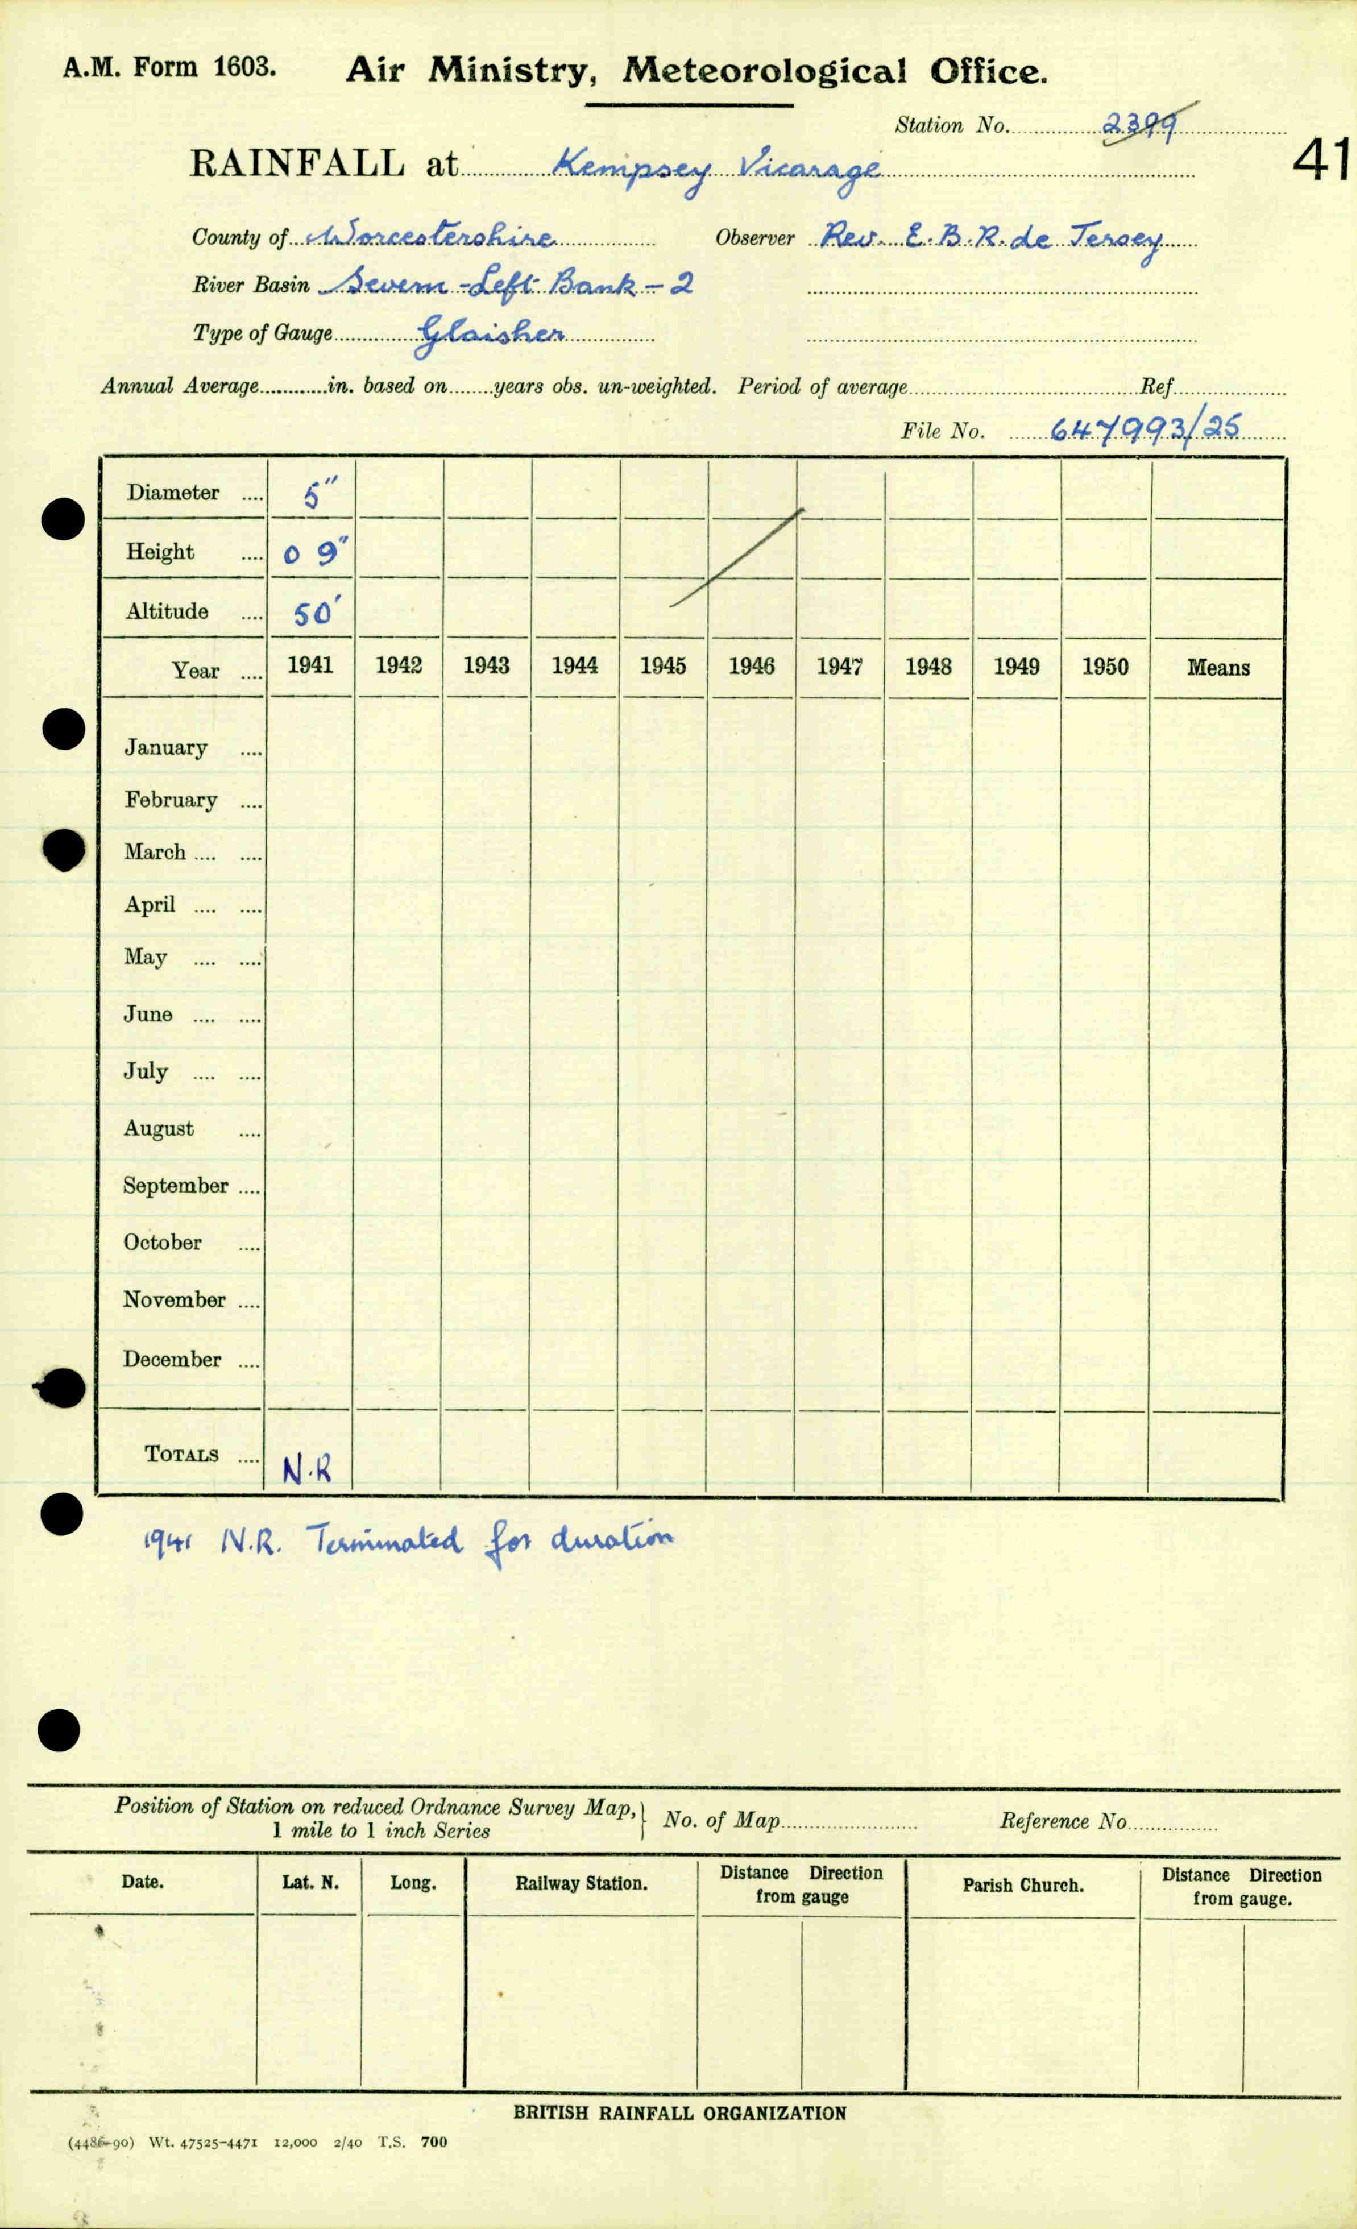 A.M. Form 1603. Air Ministry, Meteorological Office.
Station No. 2399
41
RAINFALL at Kempsey Vicarage
County of Worcestershire Observer Rev. E. B. R. de Jersey
River Basin Severn - Left Bank - 2
Type of Gauge Glaisher
Annual Average............in. based on........years obs. un-weighted. Period of average........ Ref........
File No. 647993/25
Diameter .... 5"
Height .... 0 9"
Altitude .... 50'
Year .... 1941 1942 1943 1944 1945 1946 1947 1948 1949 1950 Means
January ....
February ....
March .... ....
April .... ....
May .... ....
June .... ....
July .... ....
August ....
September ....
October ....
November ....
December ....
TOTALS .... N.R
1941 N.R. Terminated for duration
Position of Station on reduced Ordnance Survey Map, } No. of Map........ Reference No........
1 mile to 1 inch Series
Date. Lat. N. Long. Railway Station. Distance Direction from gauge Parish Church. Distance Direction from gauge.
BRITISH RAINFALL ORGANIZATION
(4486-90) Wt. 47525-4471 12,000 2/40 T.S. 700